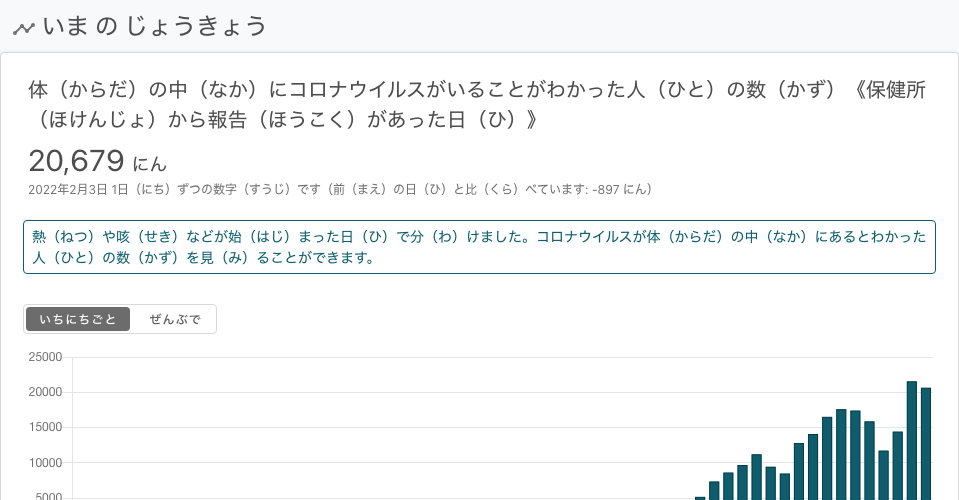 いま の じょうきょう
体（からだ）の中（なか）にコロナウイルスがいることがわかった人（ひと）の数（かず）《保健所
（ほけんじょ）から報告（ほうこく）があった日（ひ）》
20,679 にん
2022年2月3日 1日（にち）ずつの数字（すうじ）です（前（まえ）の日（ひ）と比（くら）べています: -897 にん）
熱（ねつ）や咳（せき）などが始（はじ）まった日（ひ）で分（わ）けました。コロナウイルスが体（からだ）の中（なか）にあるとわかった
人（ひと）の数（かず）を見（み）ることができます。
いちにちごと ぜんぶで
25000
20000
15000
10000
5000